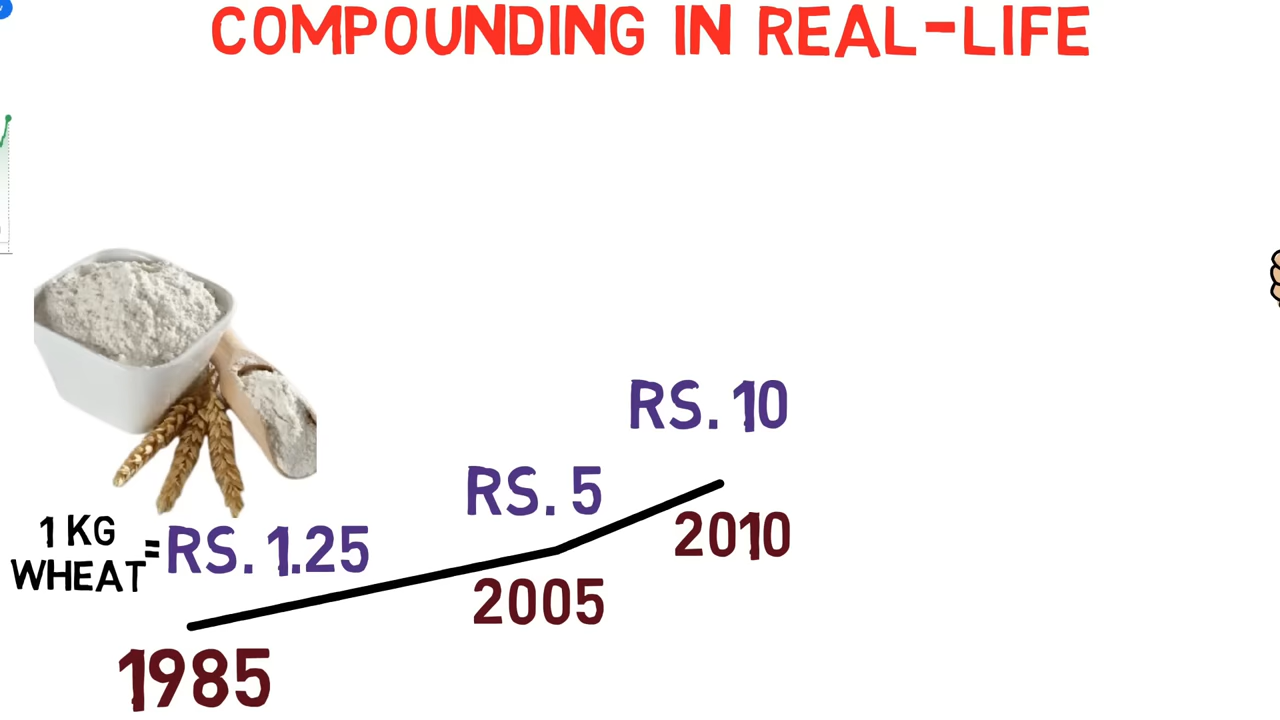 COMPOUNDING IN REAL-LIFE
RS. 10
RS. 5
2010
1 KG
WHEAT
= RS. 1.25
2005
1985